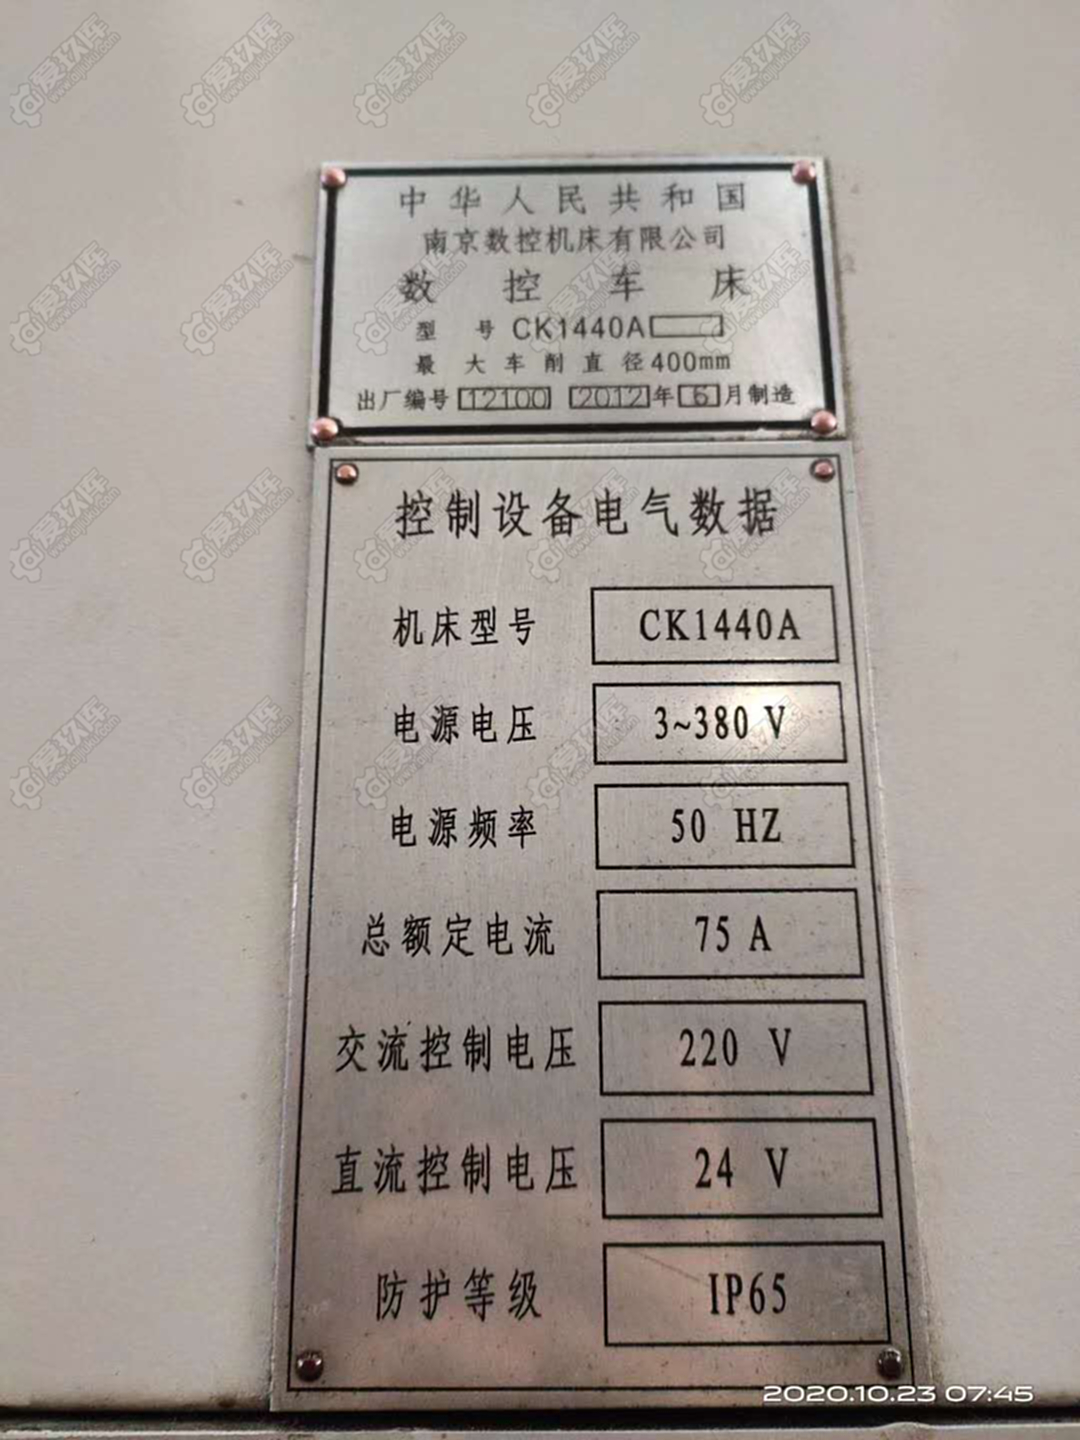 中华人民共和国
南京数控机床有限公司
数控车床
型号 CK1440A
最大车削直径400mm
出厂编号 12100 2012年6月制造
控制设备电气数据
机床型号 CK1440A
电源电压 3~380 V
电源频率 50 HZ
总额定电流 75 A
交流控制电压 220 V
直流控制电压 24 V
防护等级 IP65
2020.10.23 07:45